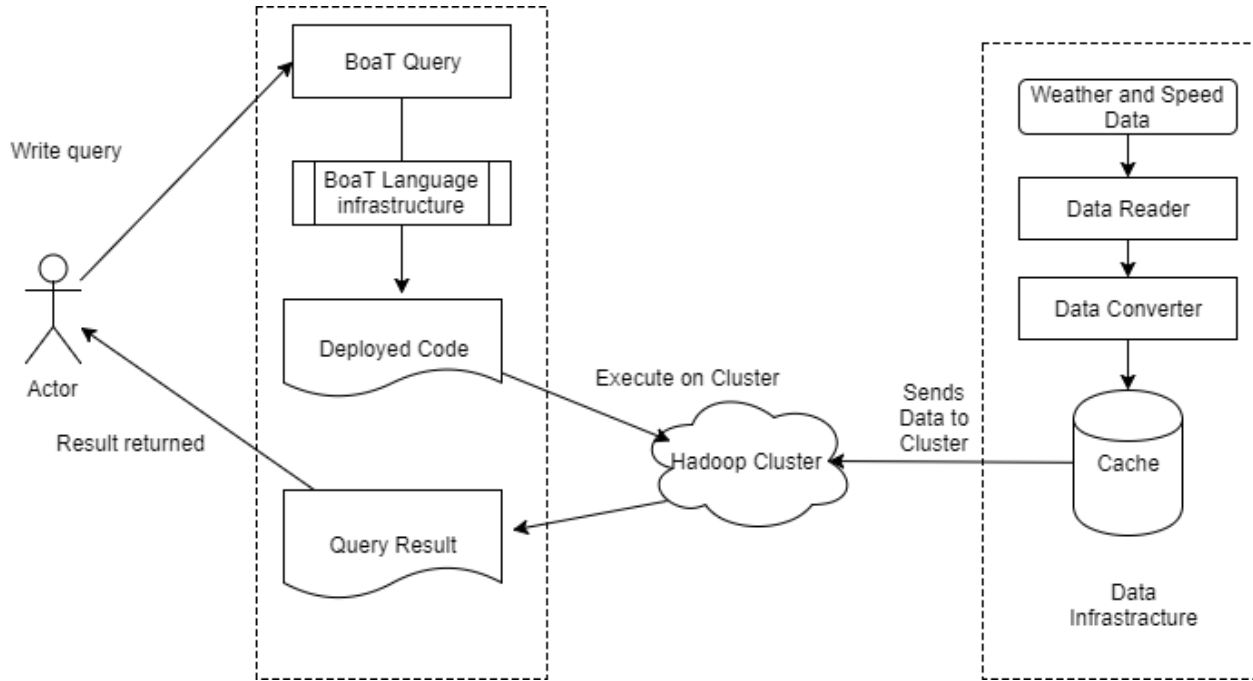 BoaT Query
Weather and Speed
Data
Write query
BoaT Language
infrastructure
Data Reader
Data Converter
Deployed Code
Actor
Execute on Cluster
Sends
Data to
Cluster
Result returned
Hadoop Cluster
Cache
Query Result
Data
Infrastracture